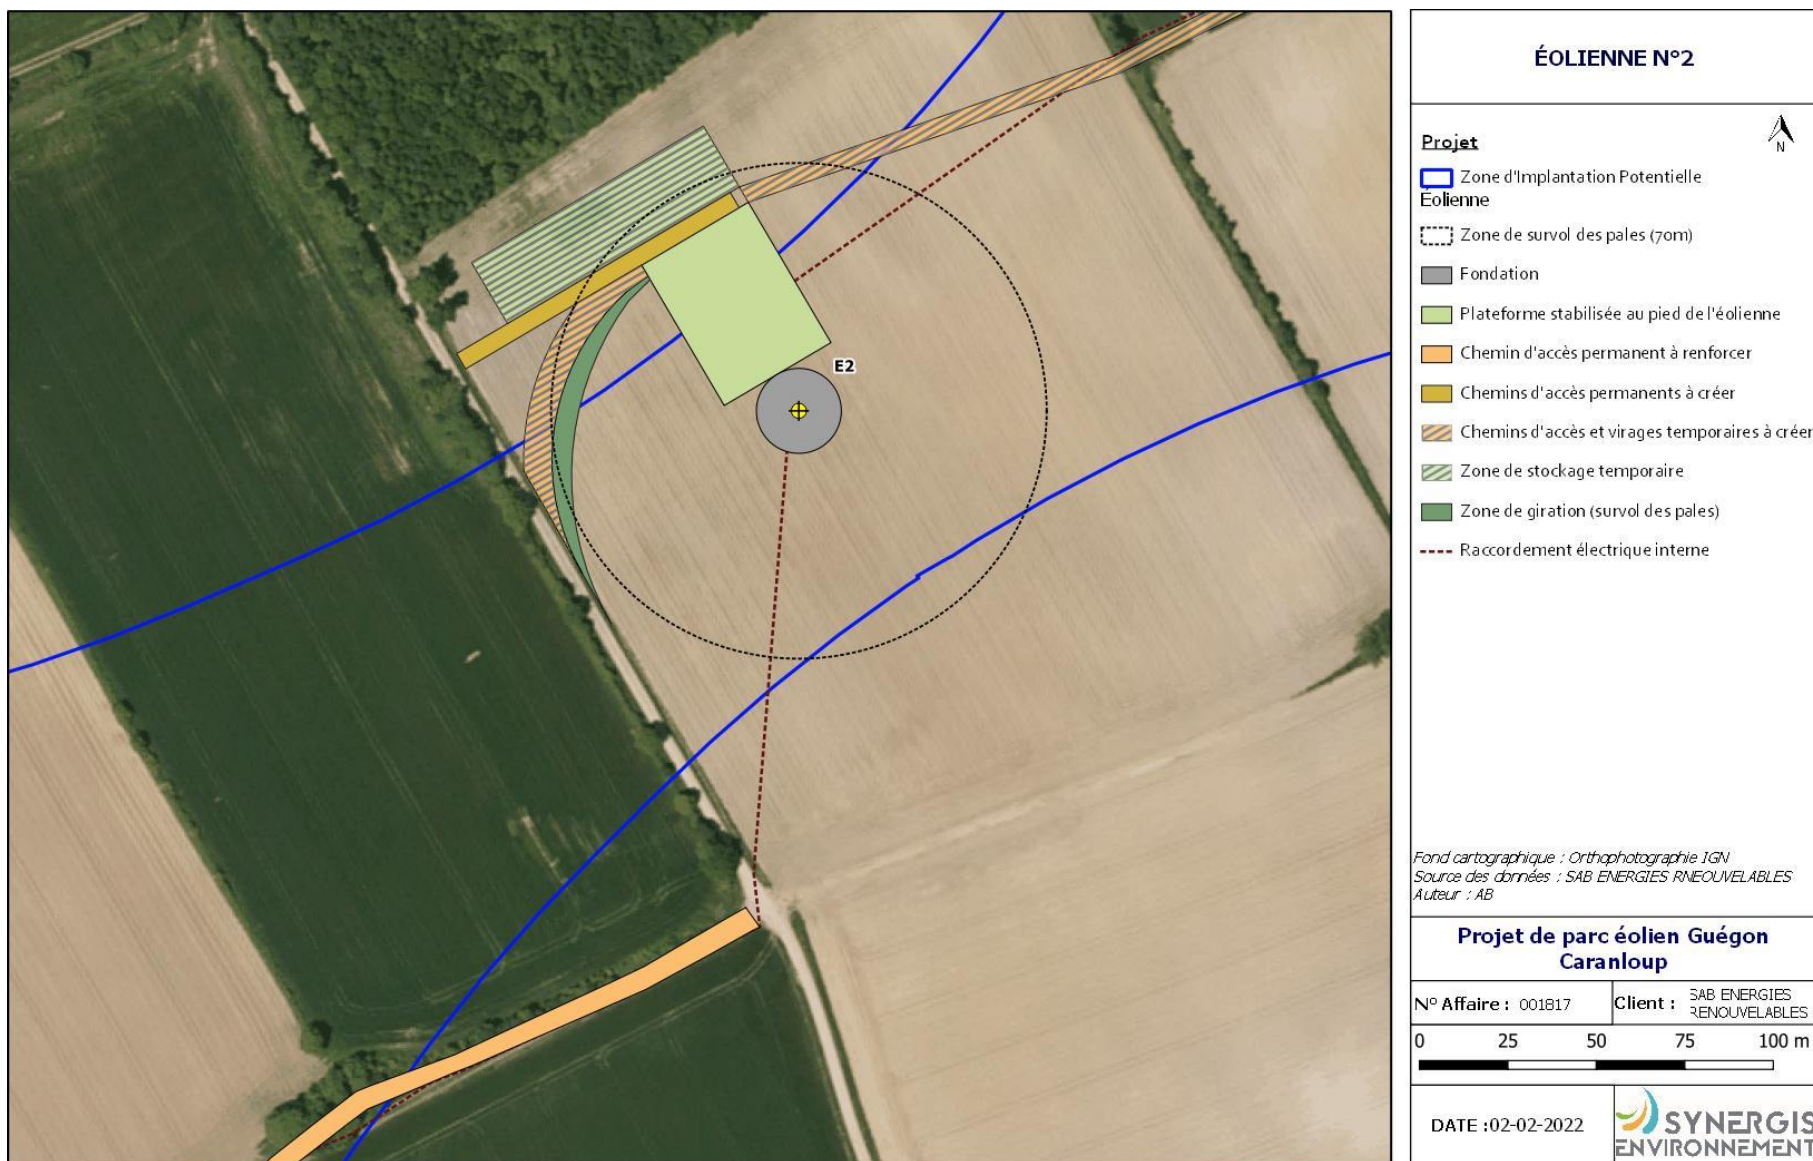 E2
ÉOLIENNE N°2
Projet
N
Zone d'Implantation Potentielle
Éolienne
Zone de survol des pales (70m)
Fondation
Plateforme stabilisée au pied de l'éolienne
Chemin d'accès permanent à renforcer
Chemins d'accès permanents à créer
Chemins d'accès et virages temporaires à créer
Zone de stockage temporaire
Zone de giration (survol des pales)
Raccordement électrique interne
Fond cartographique : Orthophotographie IGN
Source des données : SAB ENERGIES RNEOUVELABLES
Auteur : AB
Projet de parc éolien Guégon
Caranloup
N° Affaire : 001817
Client : SAB ENERGIES
RENOUVELABLES
0 25 50 75 100 m
DATE :02-02-2022
SYNERGIS
ENVIRONNEMENT